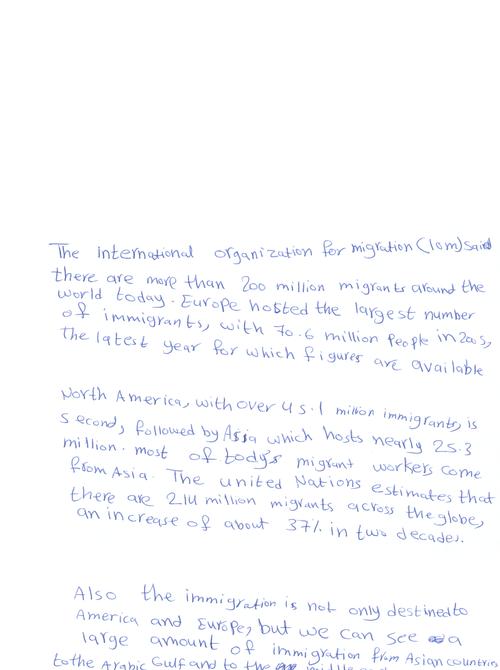 The International organization for migration (Iom) Said
there are more than 200 million migrants around the
world today. Europe hosted the largest number
of immigrants, with 70.6 million People in 2005,
the latest year for which figures are available
North America, with over 45.1 million immigrants, is
second, followed by Asia which hosts nearly 25.3
million. most of today's migrant workers come
from Asia. The united Nations estimates that
there are 214 million migrants across the globe,
an increase of about 37% in two decades.
Also the immigration is not only destined to
America and Europe, but we can see a
large amount of immigration from Asian countries
to the Arabic Gulf and to the middle